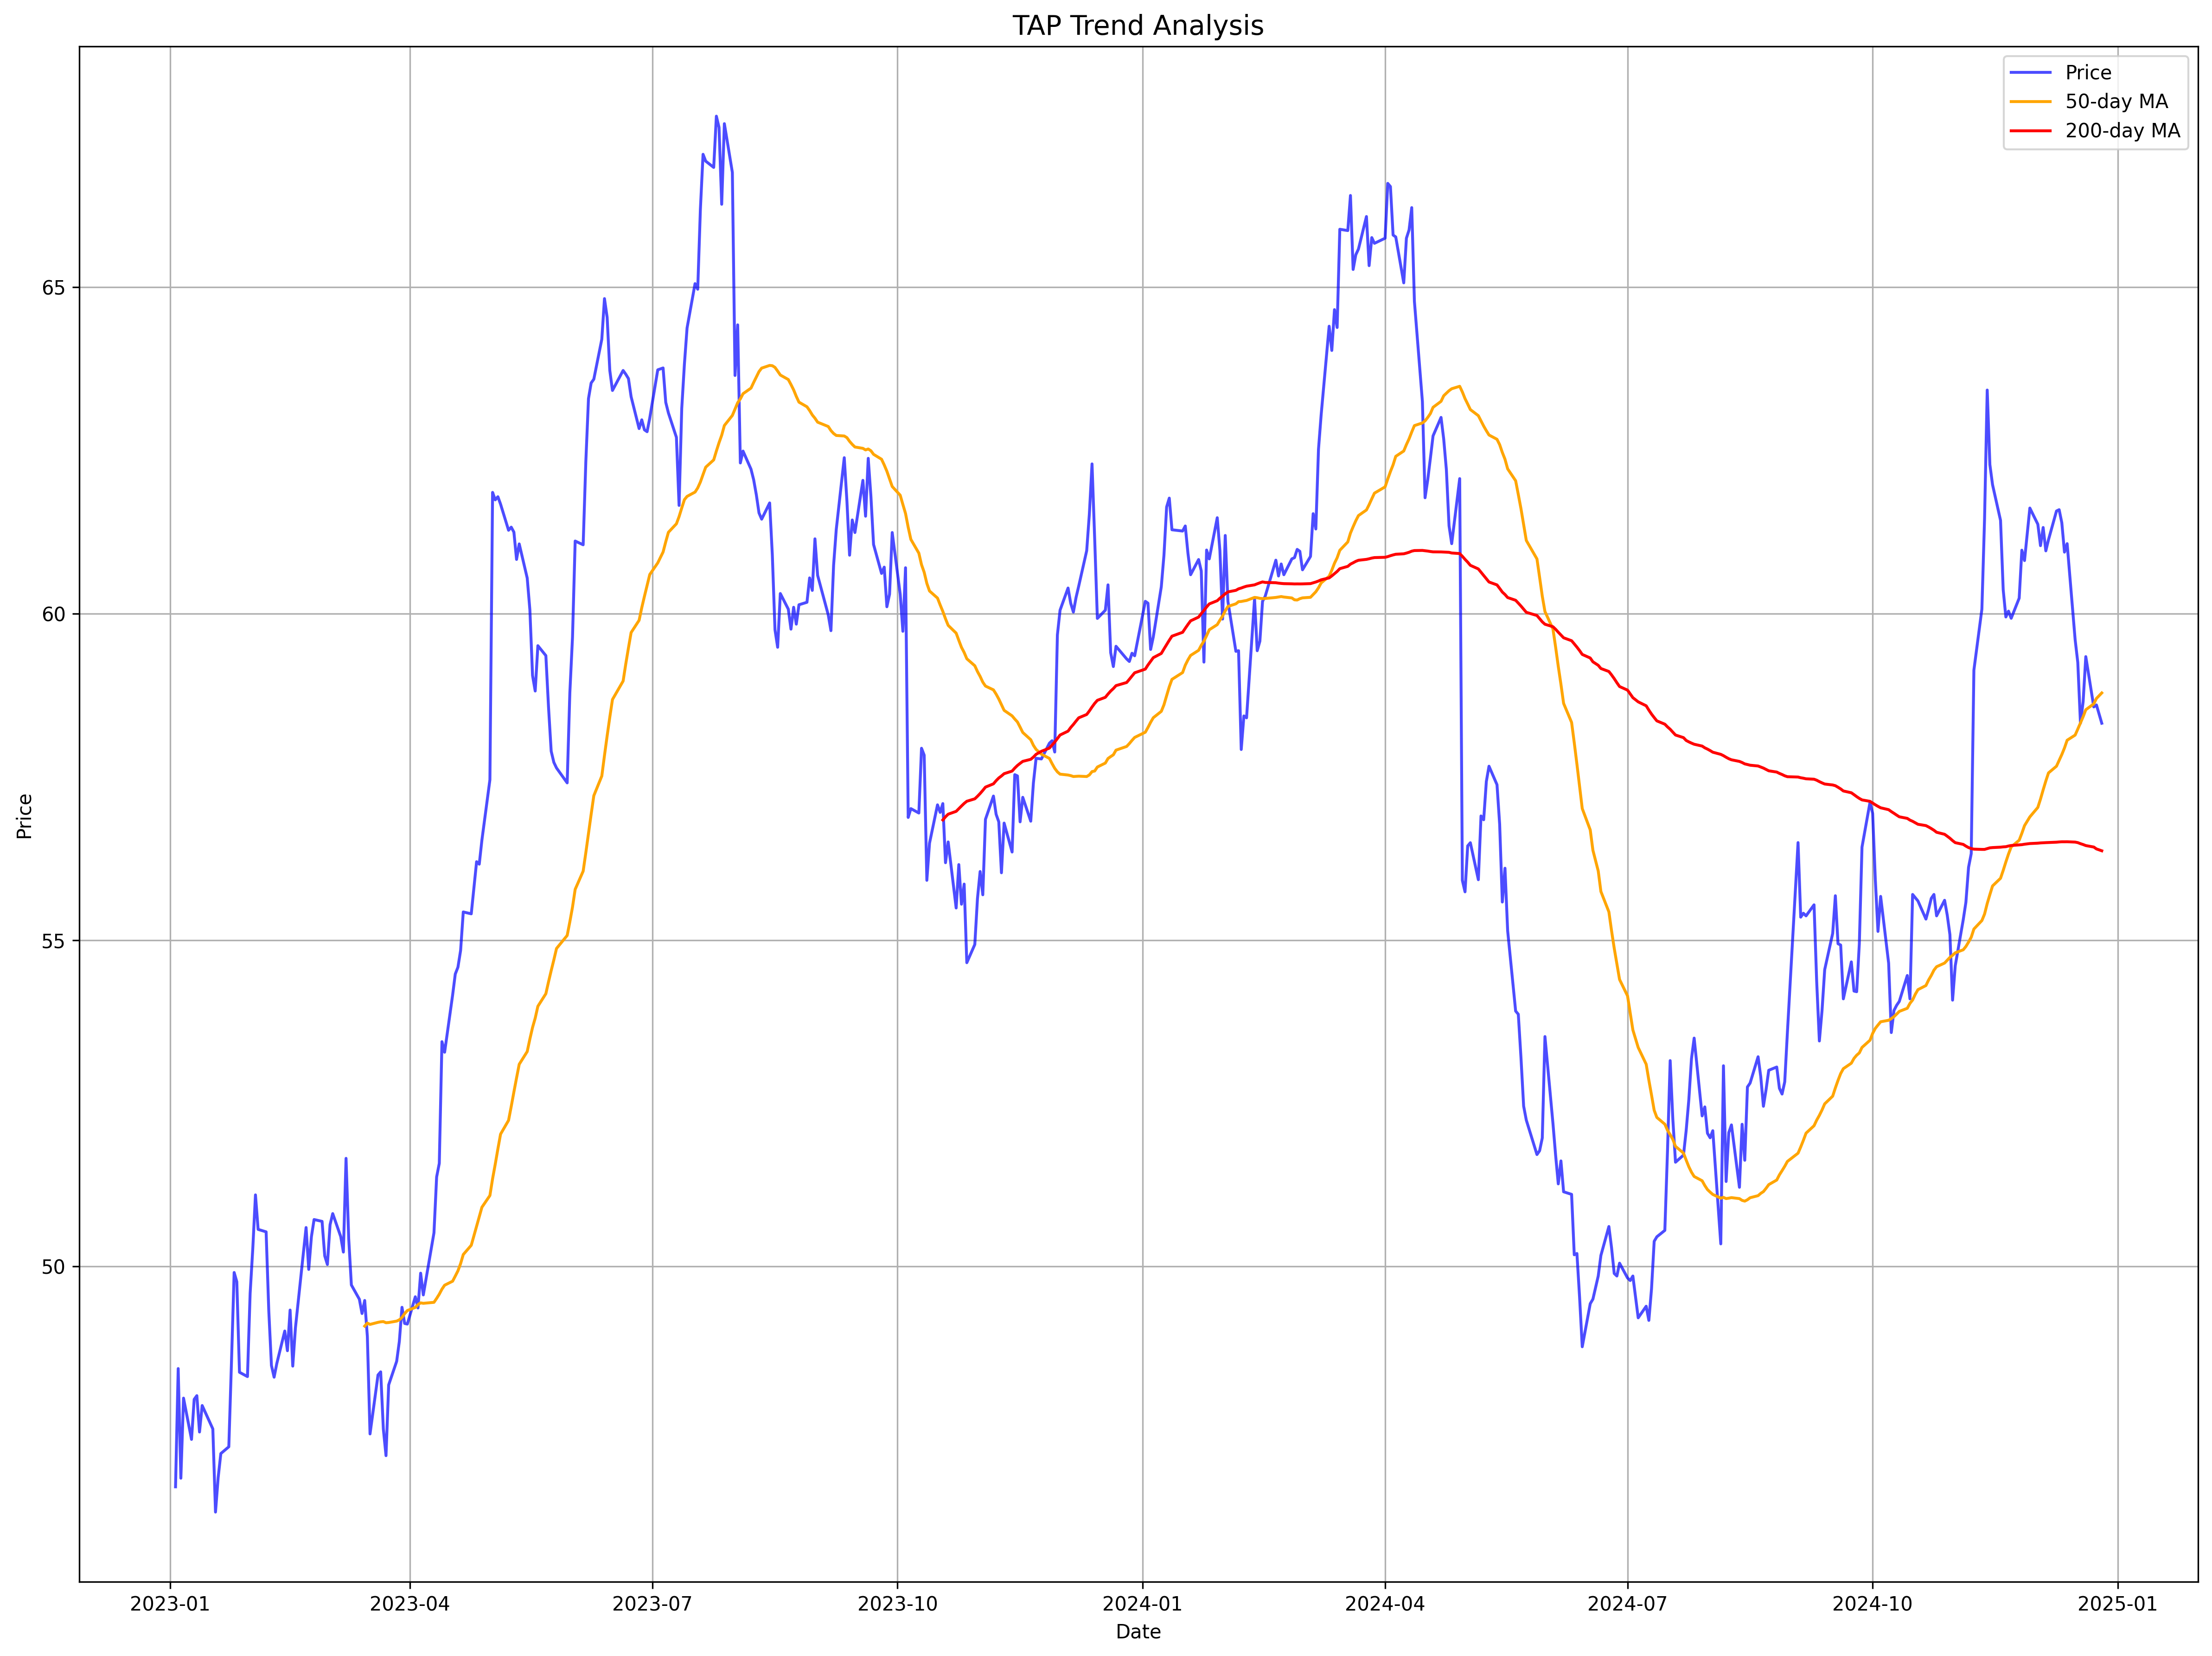 TAP Trend Analysis
Price
50-day MA
200-day MA
65
60
55
50
Price
2023-01
2023-04
2023-07
2023-10
2024-01
2024-04
2024-07
2024-10
2025-01
Date